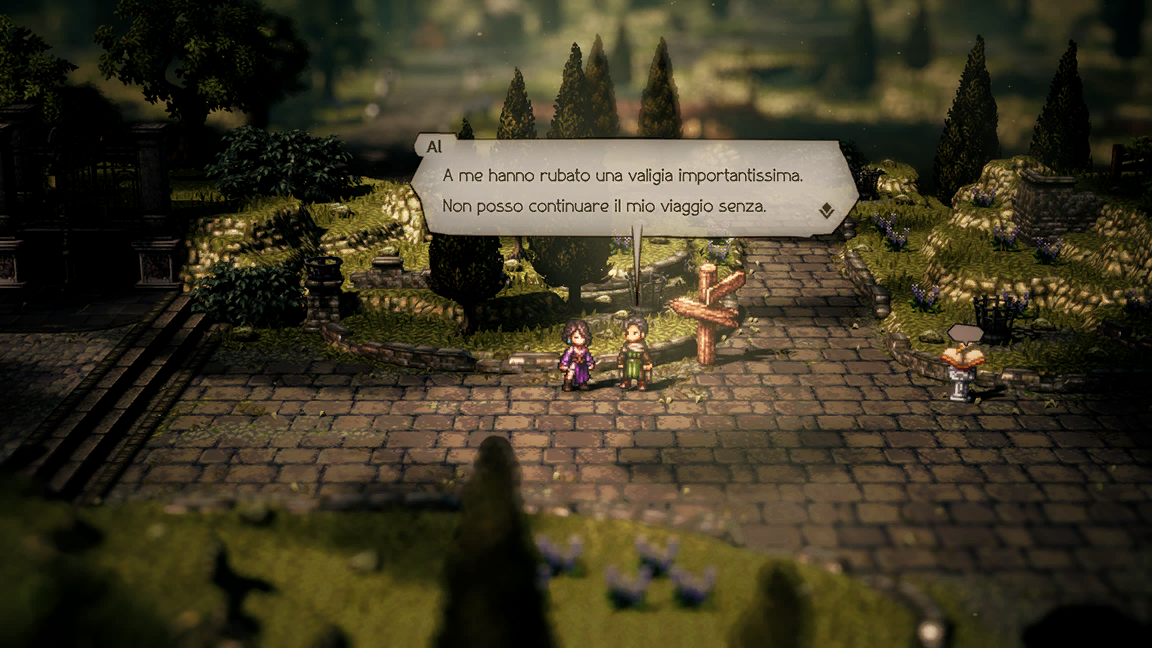 Al
A me hanno rubato una valigia importantissima.
Non posso continuare il mio viaggio senza.